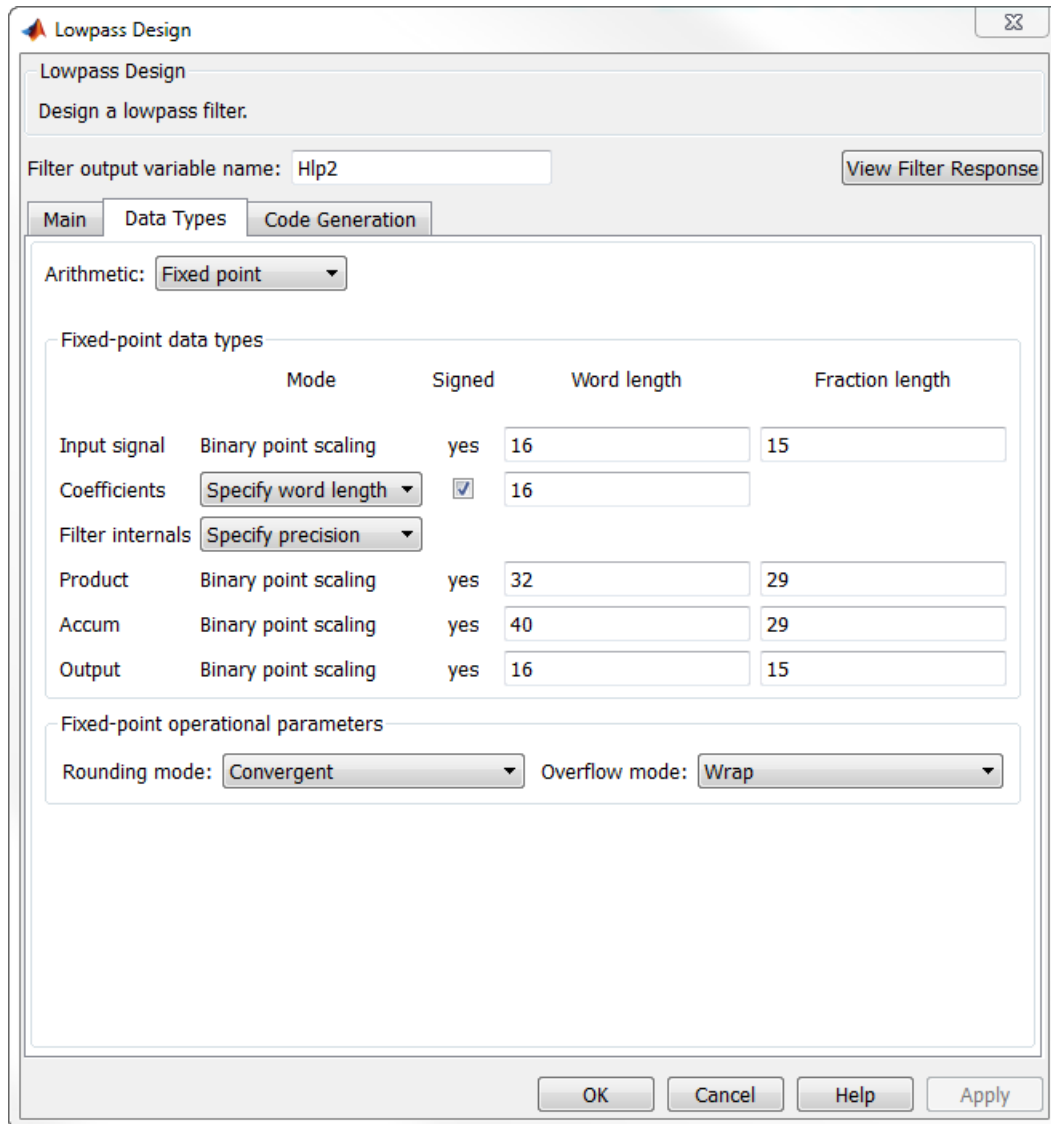 Lowpass Design
Lowpass Design
Design a lowpass filter.
Filter output variable name: Hlp2 View Filter Response
Main Data Types Code Generation
Arithmetic: Fixed point
Fixed-point data types
Mode Signed Word length Fraction length
Input signal Binary point scaling yes 16 15
Coefficients Specify word length 16
Filter internals Specify precision
Product Binary point scaling yes 32 29
Accum Binary point scaling yes 40 29
Output Binary point scaling yes 16 15
Fixed-point operational parameters
Rounding mode: Convergent Overflow mode: Wrap
OK Cancel Help Apply